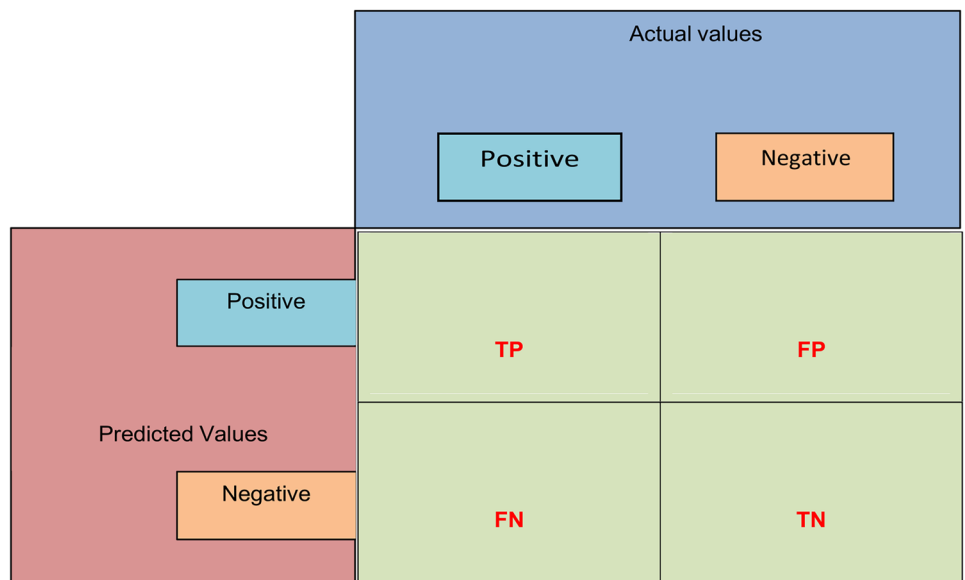 Actual values
Positive
Negative
Positive
TP
FP
Predicted Values
Negative
FN
TN